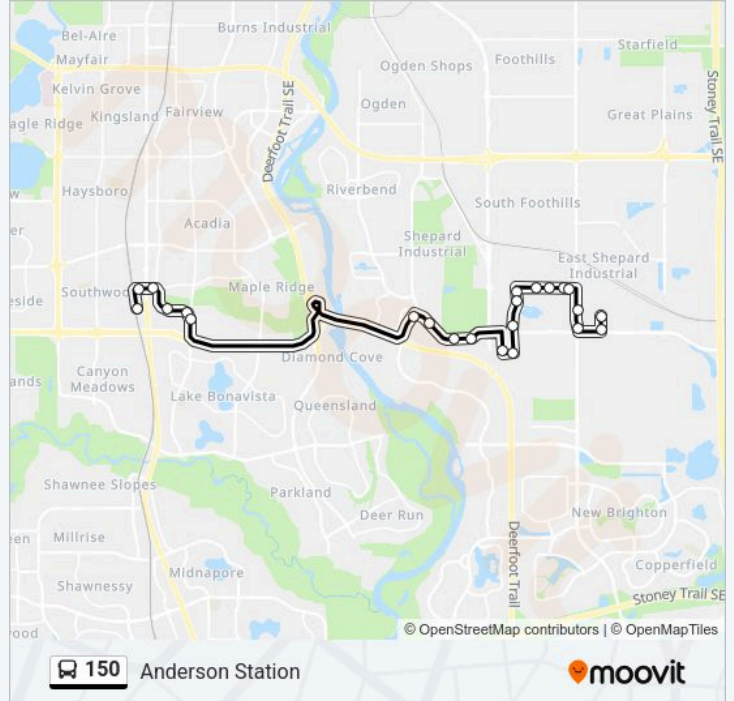 Burns Industrial
Bel-Aire
Mayfair
Starfield
Foothills
Ogden Shops
Kelvin Grove
Ogden
Kingsland
Fairview
Great Plains
agle Ridge
Deerfoot Trail SE
Stoney Trail SE
Haysboro
Riverbend
w
South Foothills
Acadia
er
Shepard
Industrial
East Shepard
Industrial
eside
Southwoo
Maple Ridge
Diamond Cove
Canyon
Meadows
ands
Lake Bonavista
Queensland
Shawnee Slopes
Parkland
Deer Run
New Brighton
een
Millrise
Deerfoot Trail
Midnapore
Copperfield
Shawnessy
Stoney Trail SE
ood
© OpenStreetMap contributors | © OpenMapTiles
150 Anderson Station
moovit